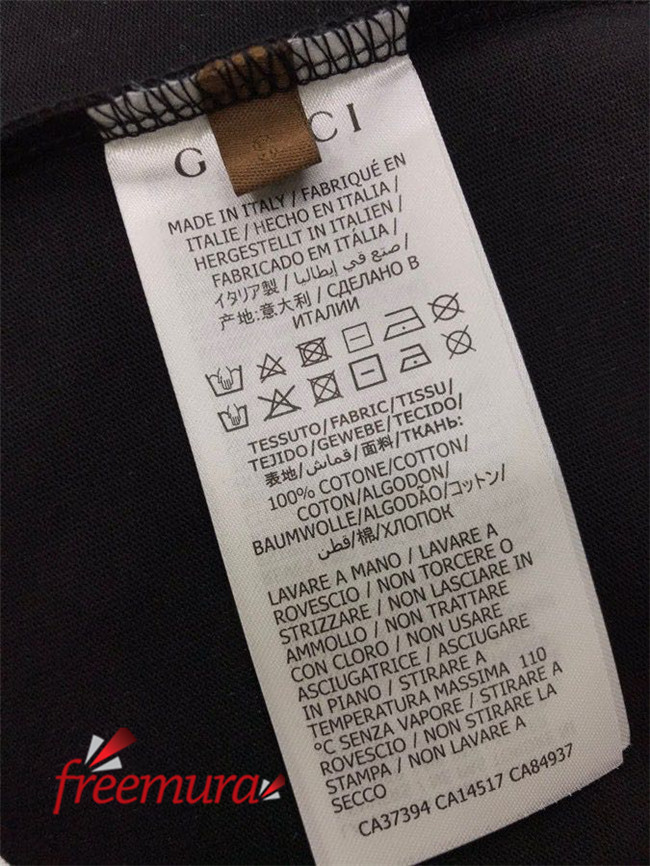 G CI
MADE IN ITALY / FABRIQUÉ EN
ITALIE / HECHO EN ITALIA /
HERGESTELLT IN ITALIEN /
FABRICADO EM ITÁLIA /
イタリア製 / صنع في إيطاليا /
产地:意大利 / СДЕЛАНО В
ИТАЛИИ
TESSUTO/FABRIC/TISSU/
TEJIDO/GEWEBE/TECIDO/
表地/قماش/面料/ТКАНЬ:
100% COTONE/COTTON/
COTON/ALGODON/
BAUMWOLLE/ALGODÃO/コットン/
قطن/棉/ХЛОПОК
LAVARE A MANO / LAVARE A
ROVESCIO / NON TORCERE O
STRIZZARE / NON LASCIARE IN
AMMOLLO / NON TRATTARE
CON CLORO / NON USARE
ASCIUGATRICE / ASCIUGARE
IN PIANO / STIRARE A
TEMPERATURA MASSIMA 110
°C SENZA VAPORE / STIRARE A
ROVESCIO / NON STIRARE LA
STAMPA / NON LAVARE A
SECCO
CA37394 CA14517 CA84937
freemura